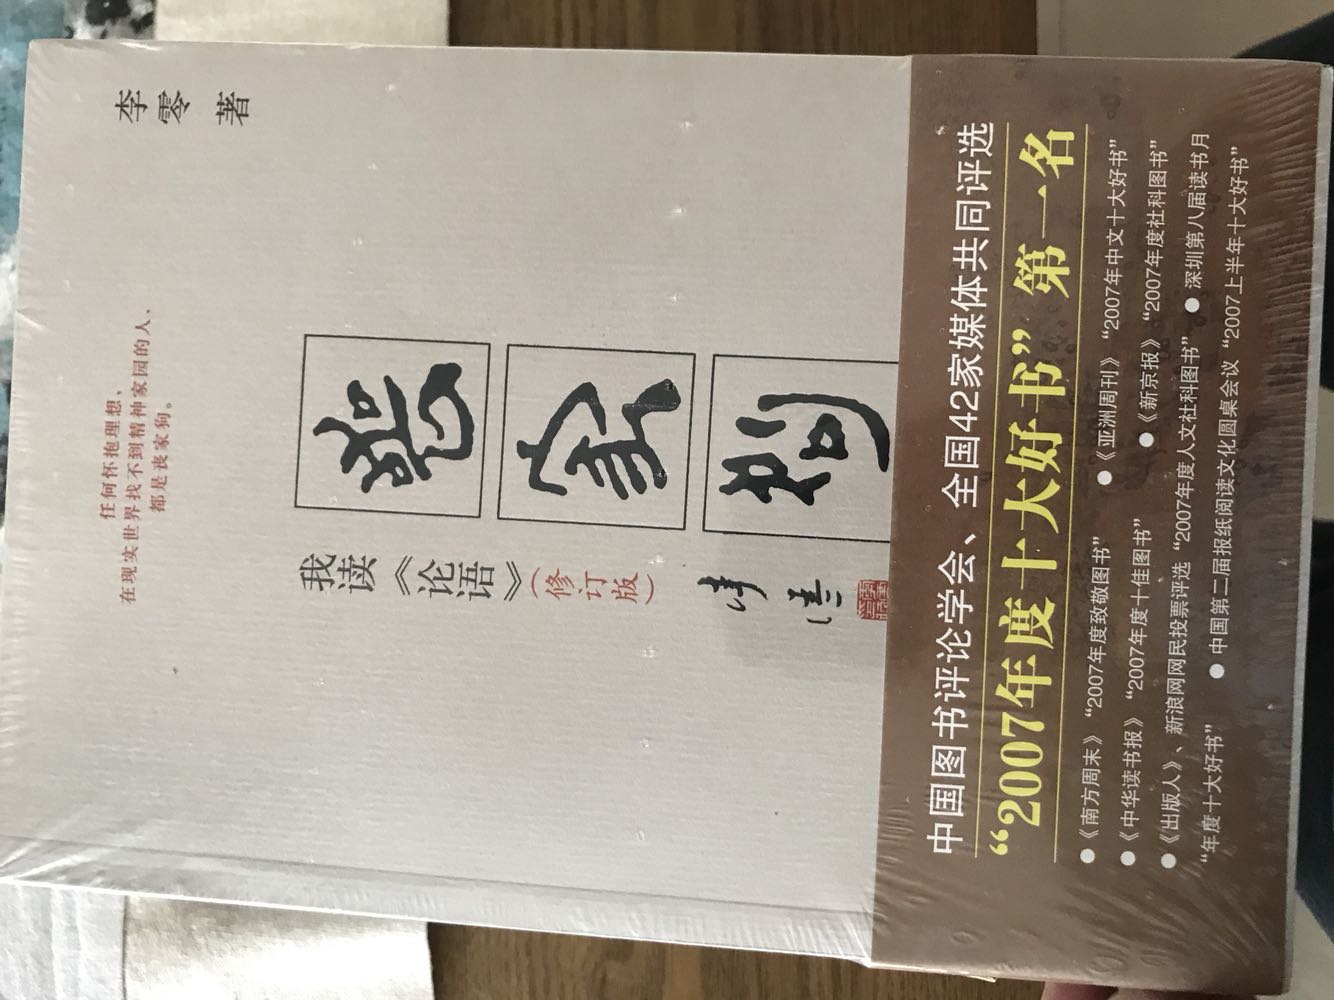 李零 著
任何怀抱理想、
在现实世界找不到精神家园的人，
都是丧家狗。
丧家狗
我读
《论语》
（修订版）
李零
中国图书评论学会、全国42家媒体共同评选
“2007年度十大好书”第一名
●《南方周末》“2007年度致敬图书” ●《亚洲周刊》“2007年中文十大好书”
●《中华读书报》“2007年度十佳图书” ●《新京报》“2007年度社科图书”
●《出版人》、新浪网网民投票评选“2007年度人文社科图书” ●深圳第八届读书月
“年度十大好书” ●中国第二届报纸阅读文化圆桌会议“2007上半年十大好书”